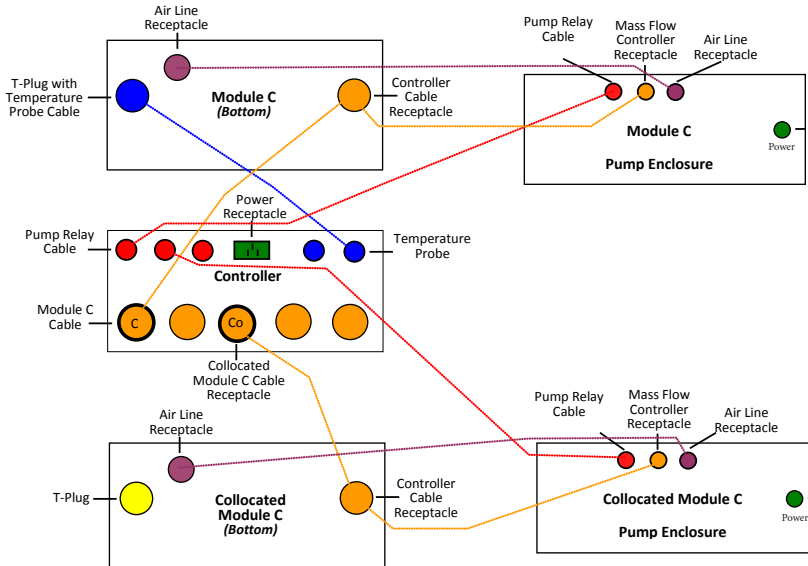 Air Line
Receptacle
T-Plug with
Temperature
Probe Cable
Module C
(Bottom)
Controller
Cable
Receptacle
Pump Relay
Cable
Mass Flow
Controller
Receptacle
Air Line
Receptacle
Module C
Pump Enclosure
Power
Power
Receptacle
Pump Relay
Cable
Temperature
Probe
Controller
Module C
Cable
C
Co
Collocated
Module C Cable
Receptacle
Air Line
Receptacle
T-Plug
Collocated
Module C
(Bottom)
Controller
Cable
Receptacle
Pump Relay
Cable
Mass Flow
Controller
Receptacle
Air Line
Receptacle
Collocated Module C
Pump Enclosure
Power